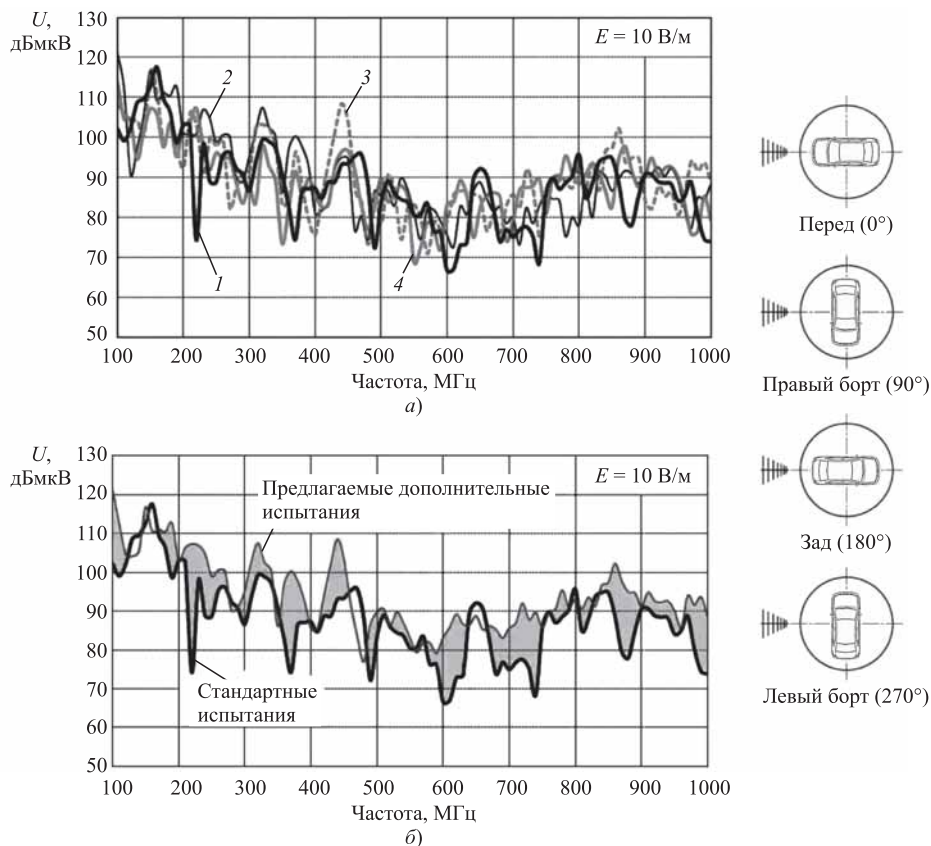 U,
дБмкВ
130
120
110
100
90
80
70
60
50
E = 10 В/м
2
3
1
4
100 200 300 400 500 600 700 800 900 1000
Частота, МГц
а)
U,
дБмкВ
130
120
110
100
90
80
70
60
50
E = 10 В/м
Предлагаемые дополнительные
испытания
Стандартные
испытания
100 200 300 400 500 600 700 800 900 1000
Частота, МГц
б)
Перед (0°)
Правый борт (90°)
Зад (180°)
Левый борт (270°)